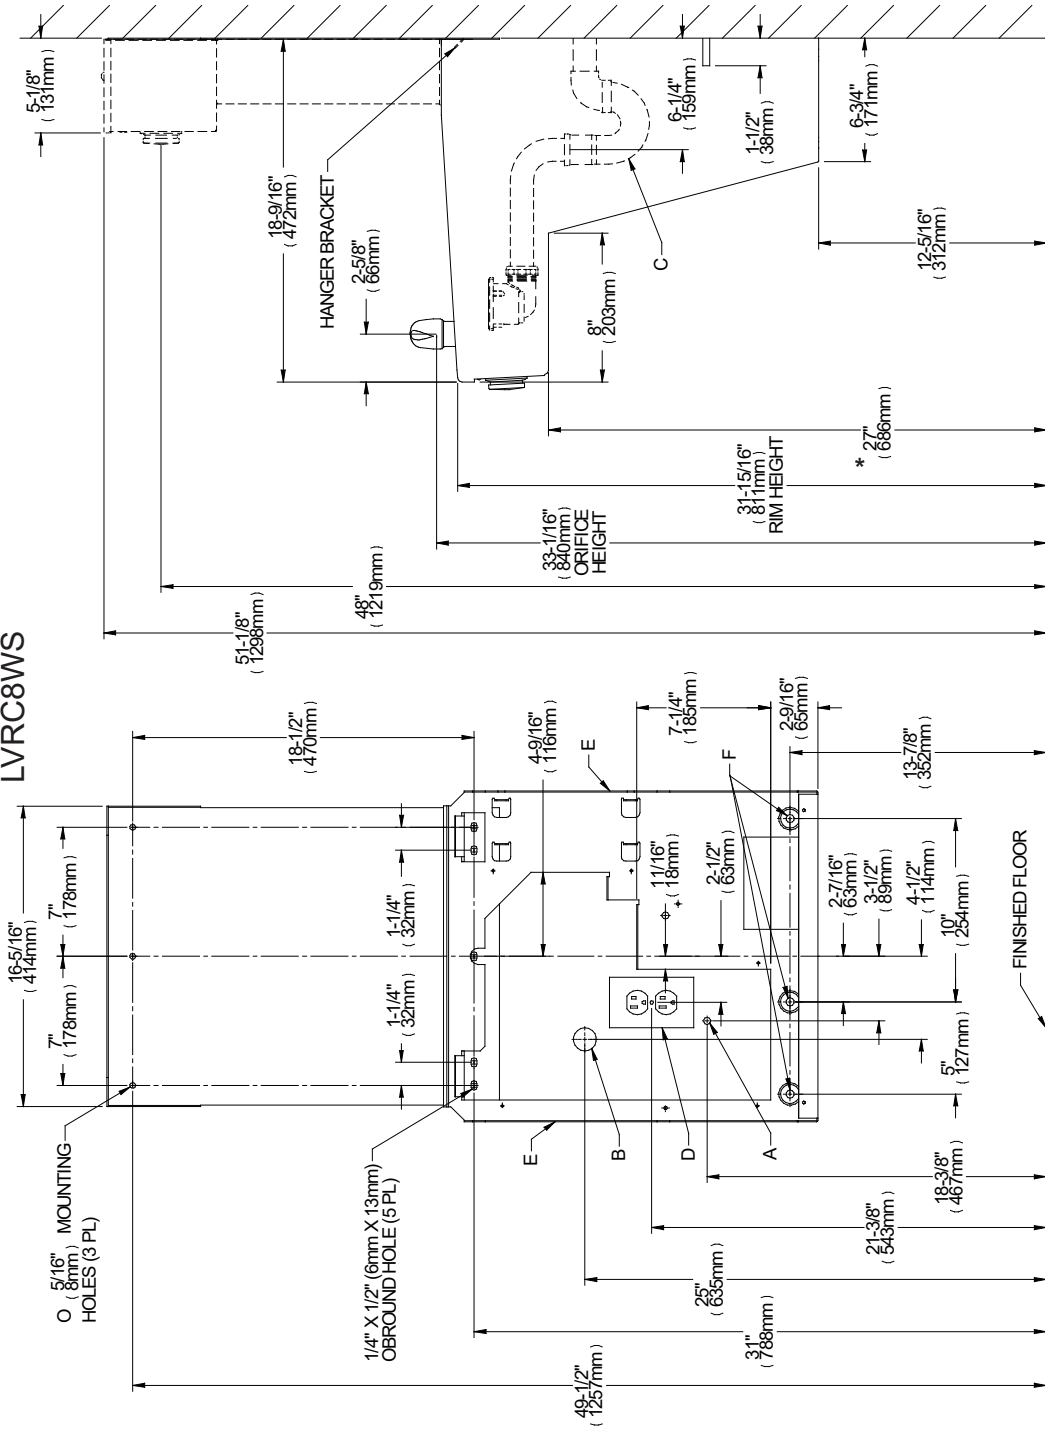 LVRC8WS
16-5/16"
( 414mm )
7"
( 178mm )
7"
( 178mm )
O 5/16" MOUNTING
( 8mm )
HOLES (3 PL)
18-1/2"
( 470mm )
1-1/4"
( 32mm )
1-1/4"
( 32mm )
1/4" X 1/2" (6mm X 13mm)
OBROUND HOLE (5 PL)
4-9/16"
( 116mm )
E
E
7-1/4"
( 185mm )
11/16"
( 18mm )
2-1/2"
( 63mm )
2-9/16"
( 65mm )
F
B
D
A
2-7/16"
( 63mm )
3-1/2"
( 89mm )
4-1/2"
( 114mm )
10"
( 254mm )
5"
( 127mm )
13-7/8"
( 352mm )
18-3/8"
( 467mm )
21-3/8"
( 543mm )
25"
( 635mm )
31"
( 788mm )
49-1/2"
( 1257mm )
FINISHED FLOOR
5-1/8"
( 131mm )
18-9/16"
( 472mm )
HANGER BRACKET
2-5/8"
( 66mm )
6-1/4"
( 159mm )
1-1/2"
( 38mm )
6-3/4"
( 171mm )
C
8"
( 203mm )
12-5/16"
( 312mm )
* 27"
( 686mm )
31-15/16"
( 811mm )
RIM HEIGHT
33-1/16"
( 840mm )
ORIFICE
HEIGHT
48"
( 1219mm )
51-1/8"
( 1298mm )